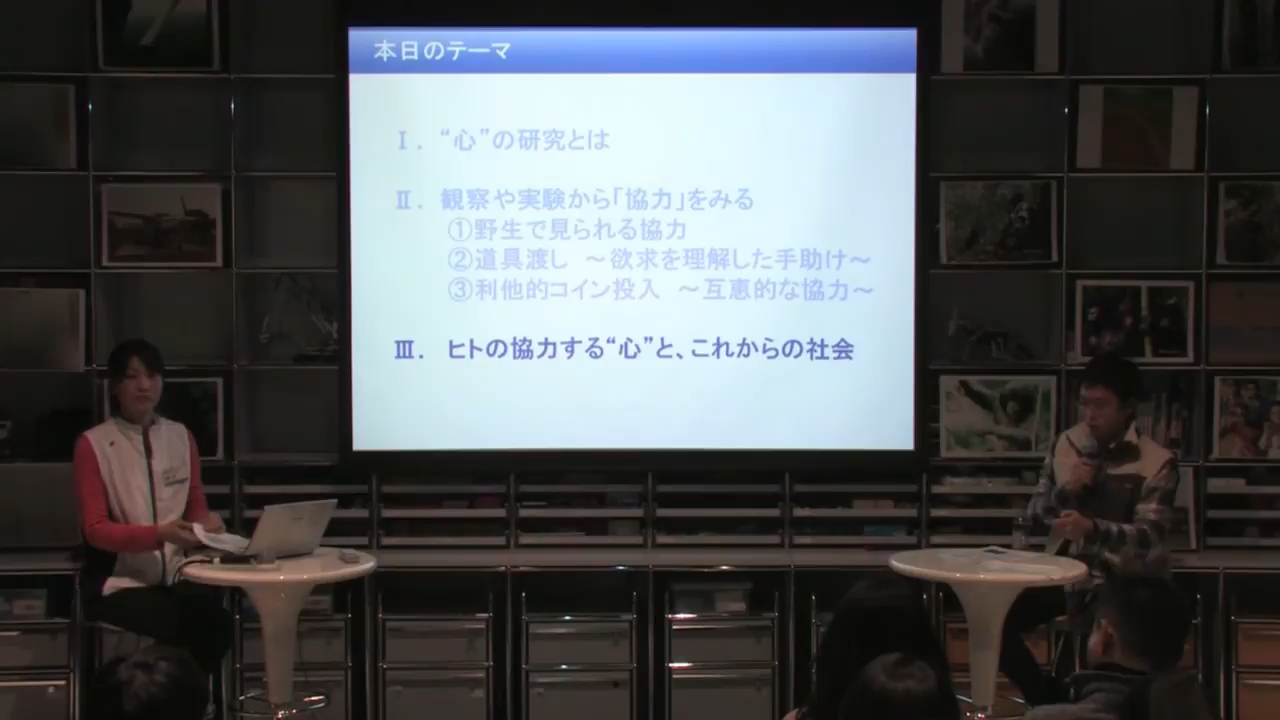 本日のテーマ
Ⅰ. “心”の研究とは
Ⅱ. 観察や実験から「協力」をみる
①野生で見られる協力
②道具渡し ～欲求を理解した手助け～
③利他的コイン投入 ～互恵的な協力～
Ⅲ. ヒトの協力する“心”と、これからの社会